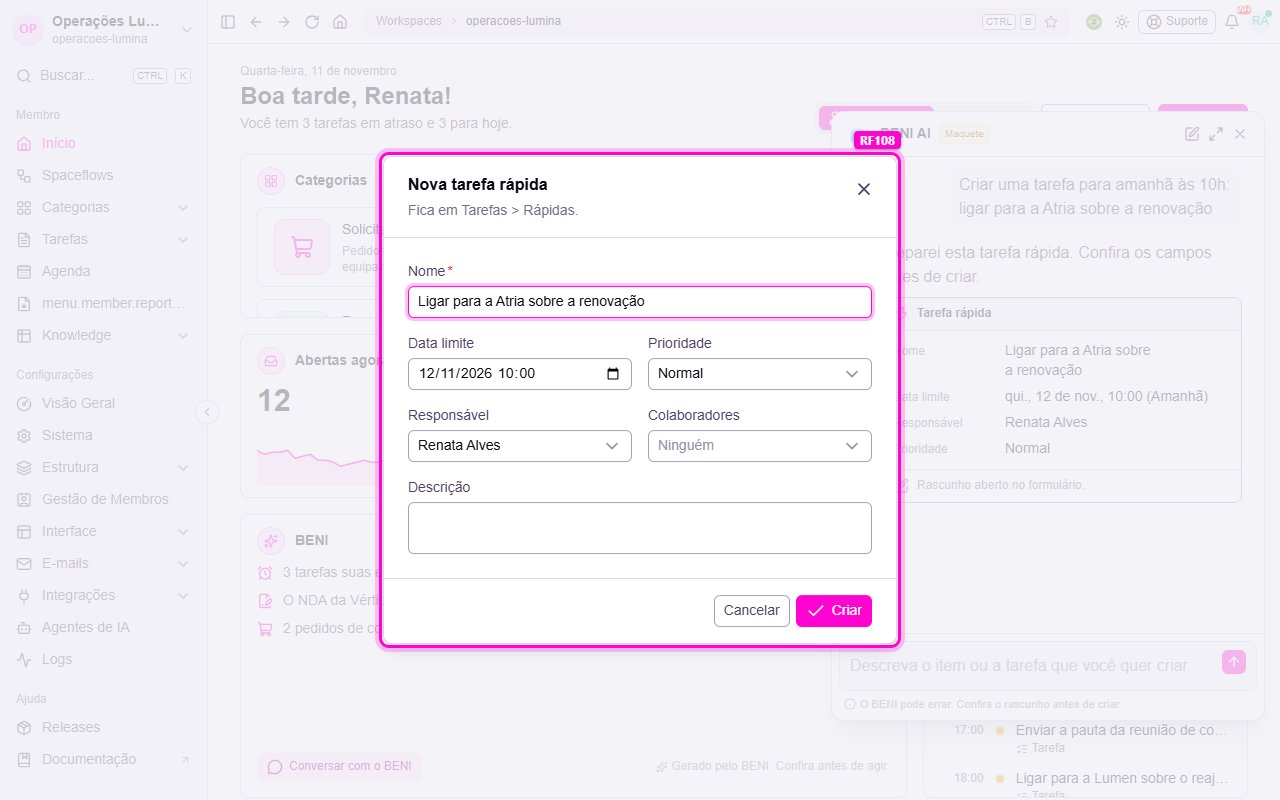 OP
Operações Lu...
operacoes-lumina
Workspaces
operacoes-lumina
CTRL
B
Suporte
RA
Buscar...
CTRL
K
Membro
Início
Spaceflows
Categorias
Tarefas
Agenda
menu.member.report...
Knowledge
Configurações
Visão Geral
Sistema
Estrutura
Gestão de Membros
Interface
E-mails
Integrações
Agentes de IA
Logs
Ajuda
Releases
Documentação
Quarta-feira, 11 de novembro
Boa tarde, Renata!
Você tem 3 tarefas em atraso e 3 para hoje.
Categorias
Abertas agor
12
BENI
3 tarefas suas e
O NDA da Vérti
2 pedidos de co
Conversar com o BENI
Gerado pelo BENI. Confira antes de agir.
RF108
Nova tarefa rápida
Fica em Tarefas > Rápidas.
Nome*
Ligar para a Atria sobre a renovação
Data limite
12/11/2026 10:00
Prioridade
Normal
Responsável
Renata Alves
Colaboradores
Ninguém
Descrição
Cancelar
Criar
BENI AI
Maquete
Criar uma tarefa para amanhã às 10h:
ligar para a Atria sobre a renovação
parei esta tarefa rápida. Confira os campos
es de criar.
Tarefa rápida
Ligar para a Atria sobre
a renovação
limite
qui., 12 de nov., 10:00 (Amanhã)
Renata Alves
Normal
Rascunho aberto no formulário.
Descreva o item ou a tarefa que você quer criar
O BENI pode errar. Confira o rascunho antes de criar.
17:00
Enviar a pauta da reunião de co...
Tarefa
18:00
Ligar para a Lumen sobre o reaj...
Tarefa